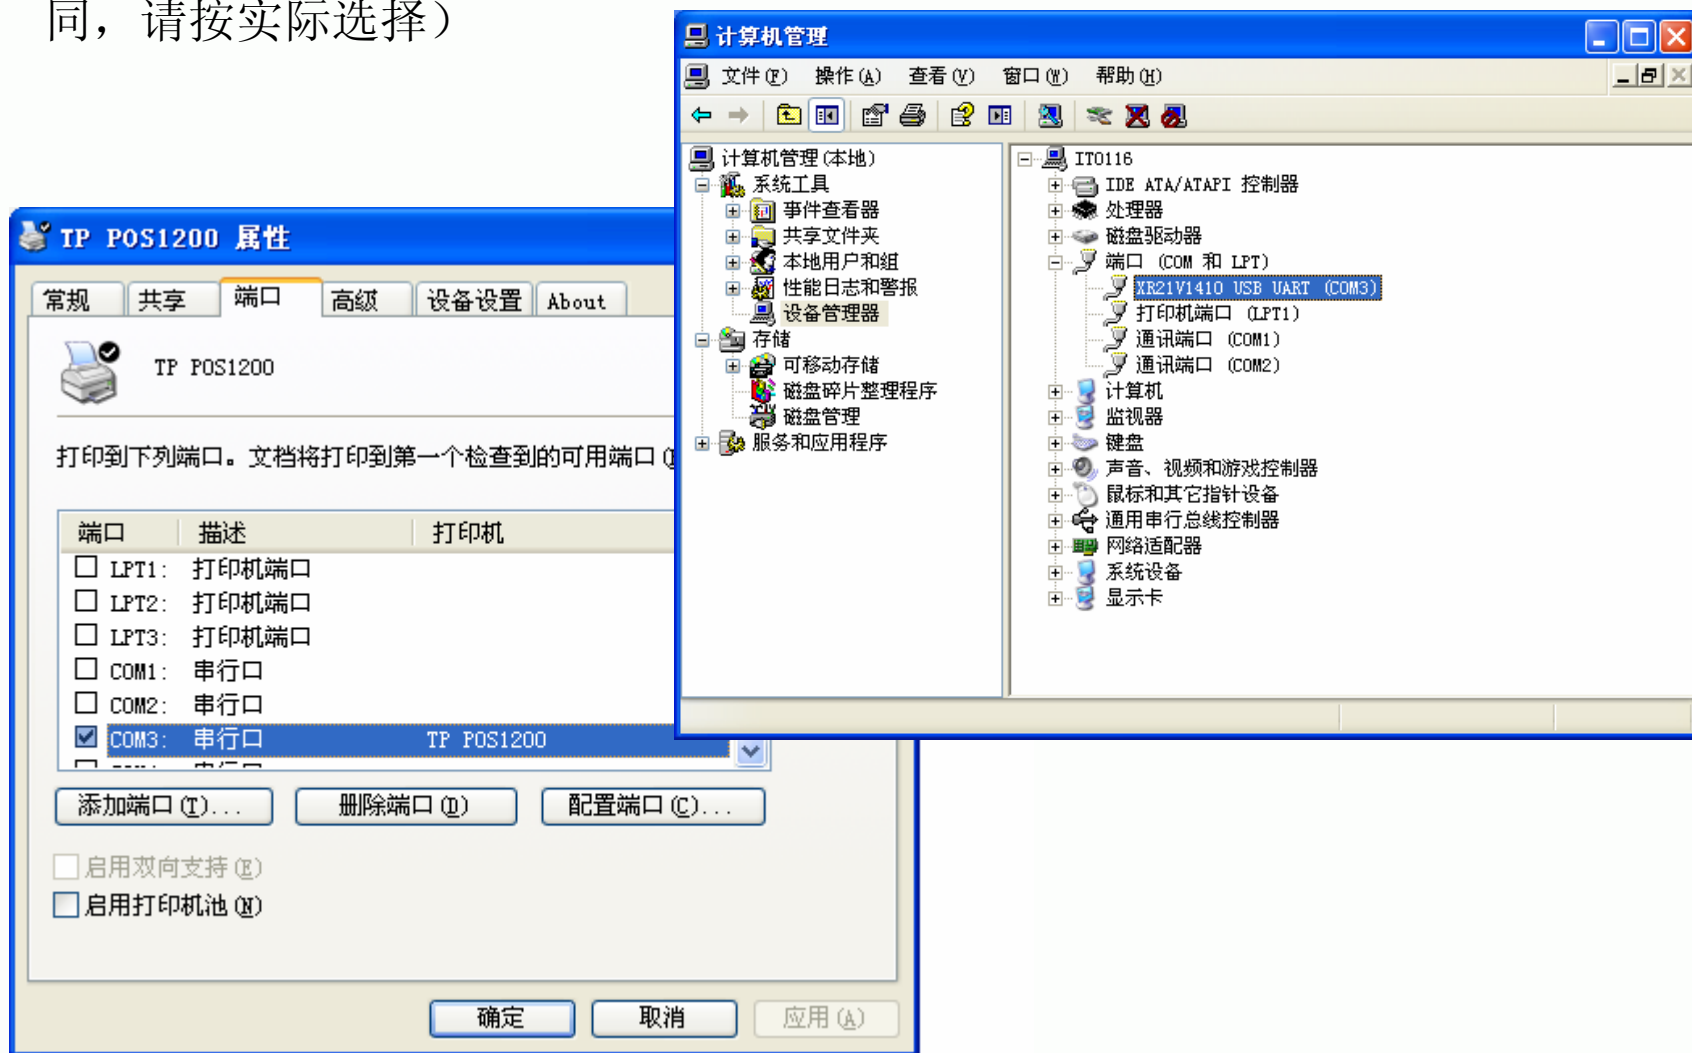 同，请按实际选择）
计算机管理
文件(F) 操作(A) 查看(V) 窗口(W) 帮助(H)
计算机管理(本地)
系统工具
事件查看器
共享文件夹
本地用户和组
性能日志和警报
设备管理器
存储
可移动存储
磁盘碎片整理程序
磁盘管理
服务和应用程序
IT0116
IDE ATA/ATAPI 控制器
处理器
磁盘驱动器
端口 (COM 和 LPT)
XR21V1410 USB UART (COM3)
打印机端口 (LPT1)
通讯端口 (COM1)
通讯端口 (COM2)
计算机
监视器
键盘
声音、视频和游戏控制器
鼠标和其它指针设备
通用串行总线控制器
网络适配器
系统设备
显示卡
TP POS1200 属性
常规 共享 端口 高级 设备设置 About
TP POS1200
打印到下列端口。文档将打印到第一个检查到的可用端口
端口 描述 打印机
LPT1: 打印机端口
LPT2: 打印机端口
LPT3: 打印机端口
COM1: 串行口
COM2: 串行口
COM3: 串行口 TP POS1200
添加端口(T)... 删除端口(D) 配置端口(C)...
启用双向支持(E)
启用打印机池(N)
确定 取消 应用(A)